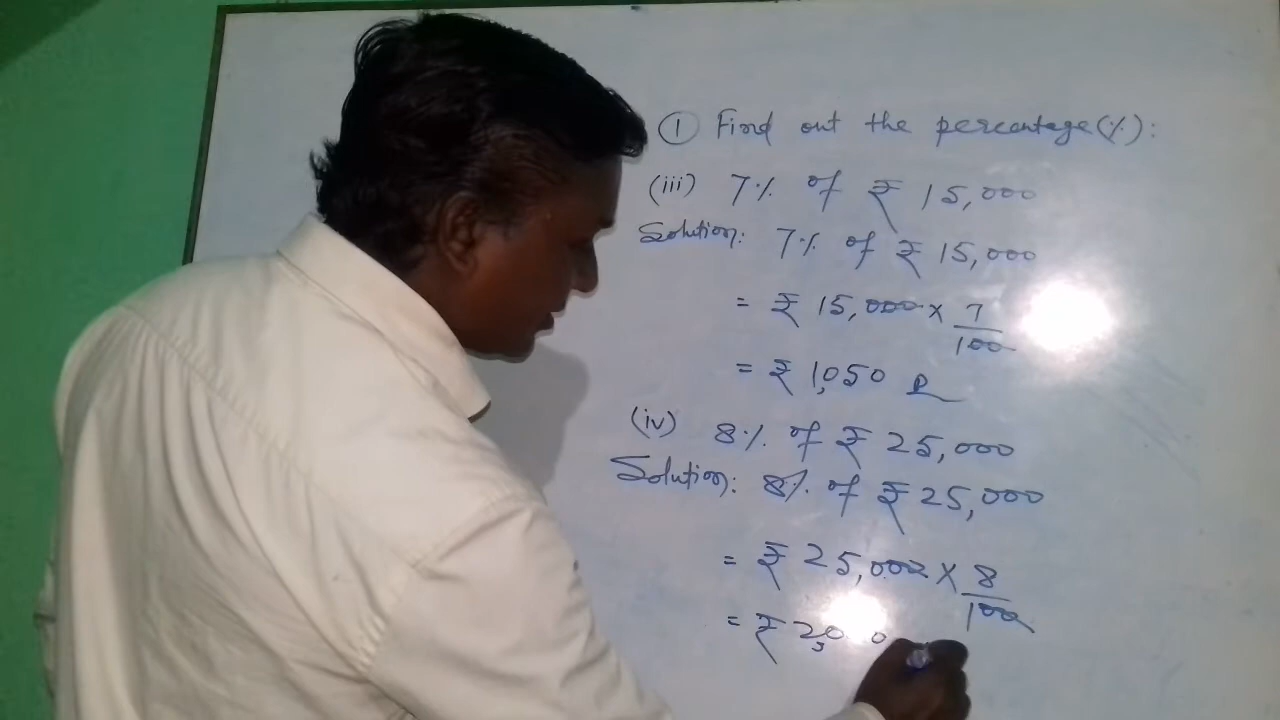 ① Find out the percentage(%):
(iii) 7% of ₹ 15,000
Solution: 7% of ₹ 15,000
= ₹ 15,000 × 7/100
= ₹ 1,050
(iv) 8% of ₹ 25,000
Solution: 8% of ₹ 25,000
= ₹ 25,000 × 8/100
= ₹ 2,0 0